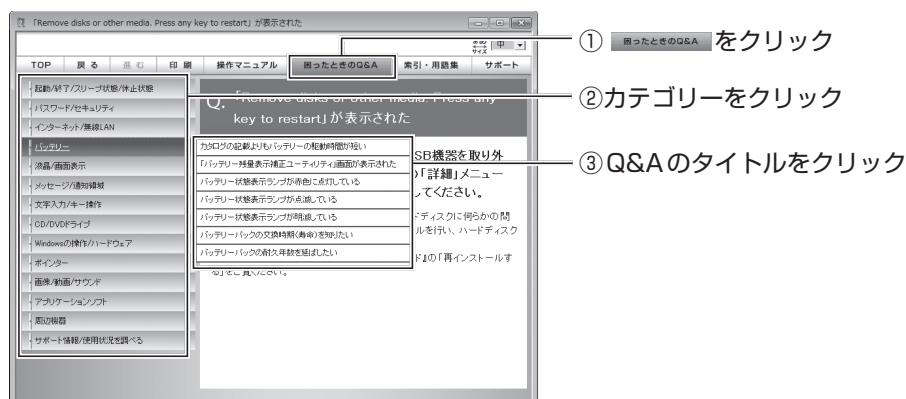 「Remove disks or other media. Press any key to restart」が表示された
サイズ 中
TOP 戻る 進む 印刷 操作マニュアル 困ったときのQ&A 索引・用語集 サポート
起動/終了/スリープ状態/休止状態
パスワード/セキュリティ
インターネット/無線LAN
バッテリー
液晶/画面表示
メッセージ/通知領域
文字入力/キー操作
CD/DVDドライブ
Windowsの操作/ハードウェア
ポインター
画像/動画/サウンド
アプリケーションソフト
周辺機器
サポート情報/使用状況を調べる
Q. 「Remove disks or other media. Press any
key to restart」が表示された
カタログの記載よりもバッテリーの駆動時間が短い
「バッテリー残量表示補正ユーティリティ」画面が表示された
バッテリー状態表示ランプが赤色に点灯している
バッテリー状態表示ランプが点滅している
バッテリー状態表示ランプが明滅している
バッテリーパックの交換時期(寿命)を知りたい
バッテリーパックの耐久年数を延ばしたい
SB機器を取り外
「詳細」メニュー
してください。
ードディスクに何らかの問
ルを行い、ハードディスク
ド』の「再インストールす
る」をご覧ください。
① 困ったときのQ&A をクリック
②カテゴリーをクリック
③Q&Aのタイトルをクリック